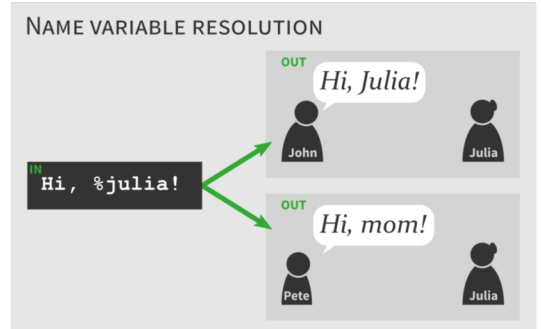 NAME VARIABLE RESOLUTION
IN
Hi, %julia!
OUT
Hi, Julia!
John
Julia
OUT
Hi, mom!
Pete
Julia